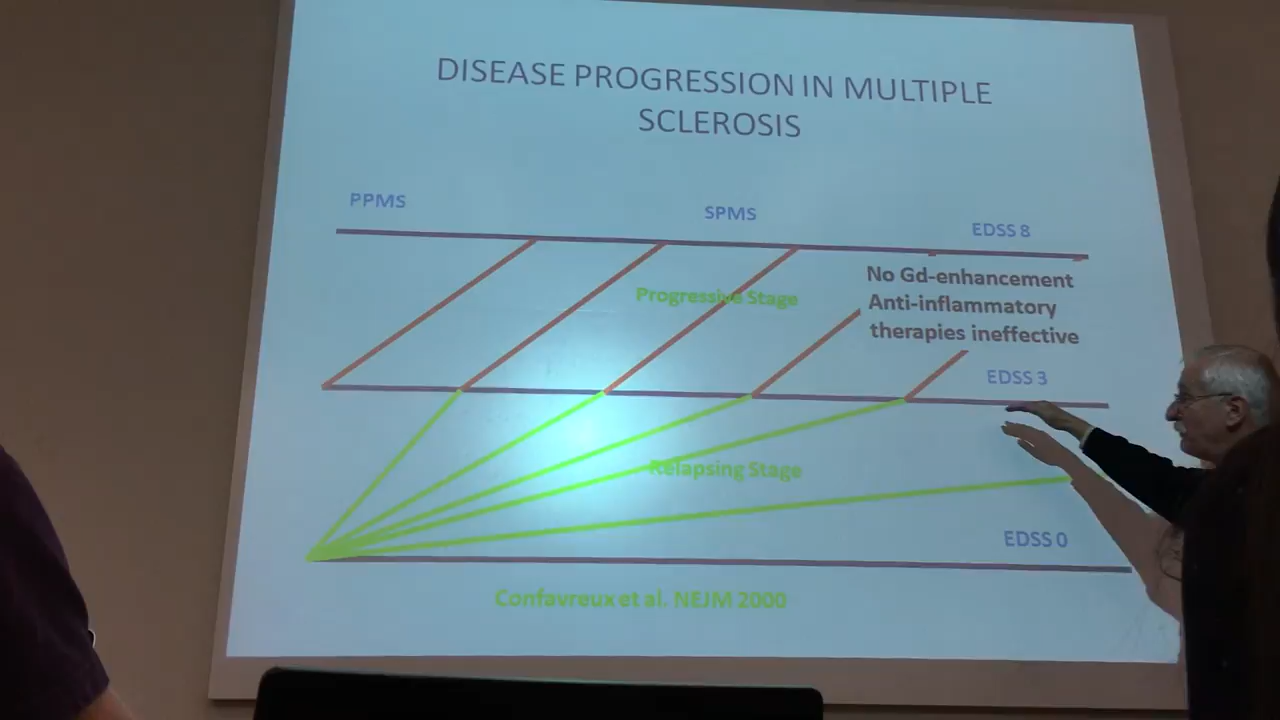 DISEASE PROGRESSION IN MULTIPLE
SCLEROSIS
PPMS
SPMS
EDSS 8
No Gd-enhancement
Progressive Stage
Anti-inflammatory
therapies ineffective
EDSS 3
Relapsing Stage
EDSS 0
Confavreux et al. NEJM 2000